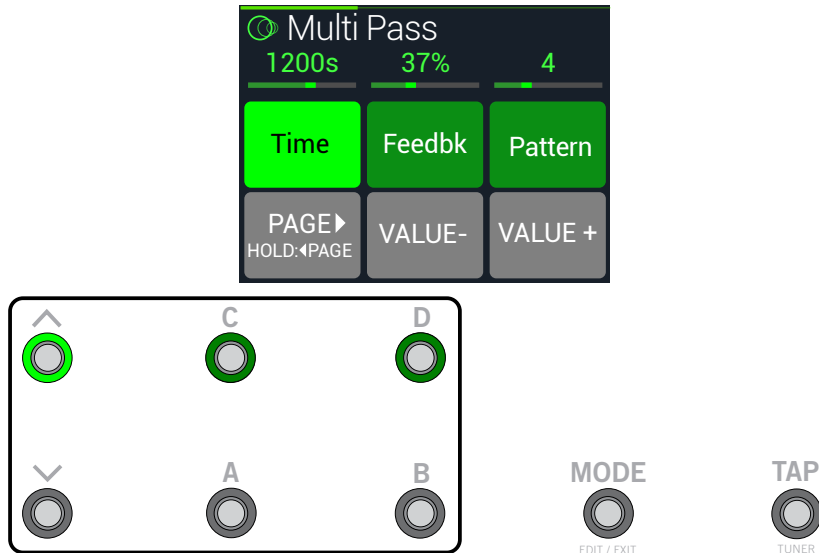 Multi Pass
1200s 37% 4
Time Feedbk Pattern
PAGE▶ VALUE- VALUE +
HOLD:◀PAGE
C D
A B MODE TAP
EDIT / EXIT TUNER